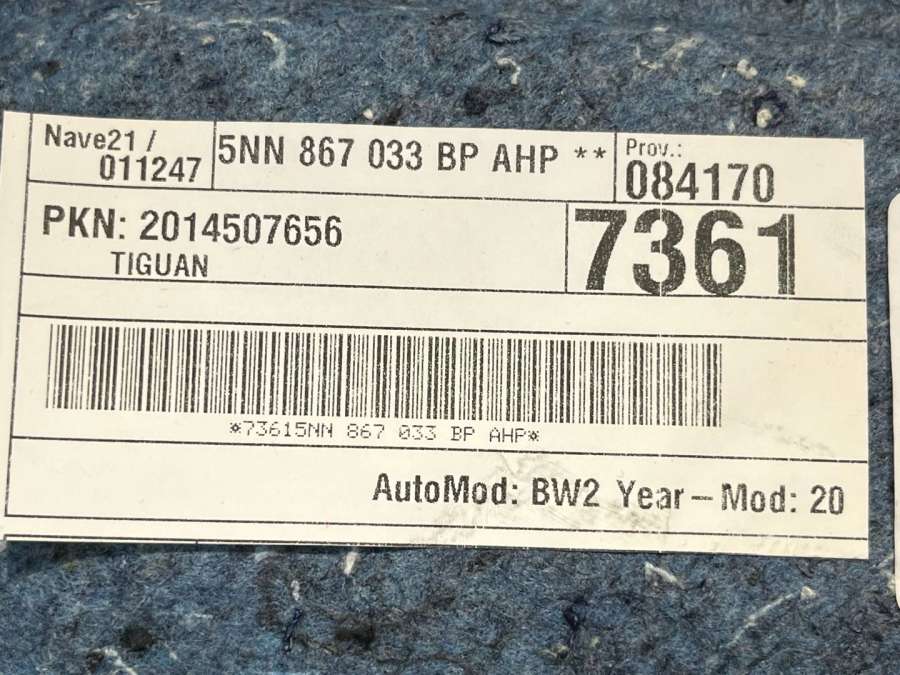 Nave21 /
011247
5NN 867 033 BP AHP **
Prov.:
084170
PKN: 2014507656
TIGUAN
7361
*73615NN 867 033 BP AHP*
AutoMod: BW2 Year-Mod: 20